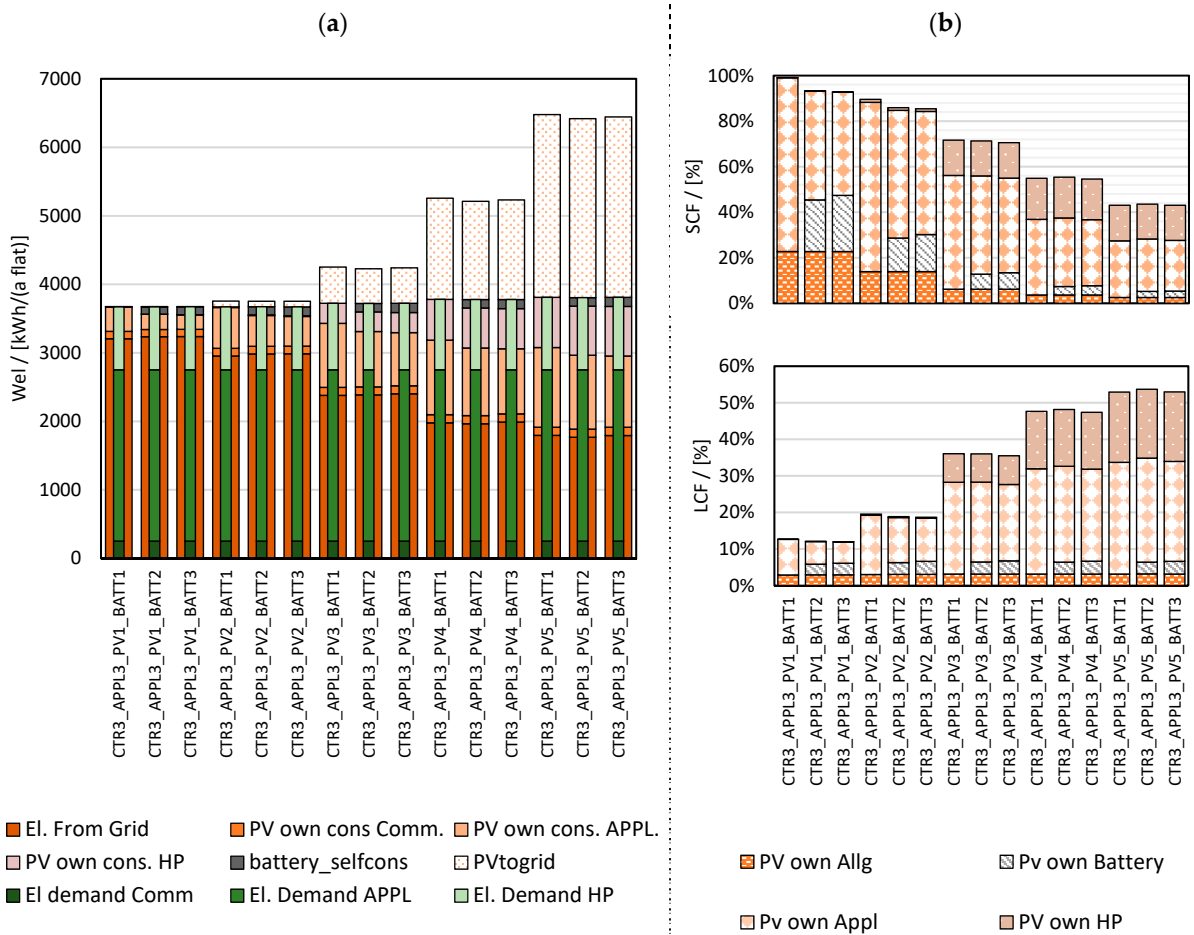 (a)
7000
6000
5000
4000
3000
2000
1000
0
Wel / [kWh/(a flat)]
CTR3_APPL3_PV1_BATT1
CTR3_APPL3_PV1_BATT2
CTR3_APPL3_PV1_BATT3
CTR3_APPL3_PV2_BATT1
CTR3_APPL3_PV2_BATT2
CTR3_APPL3_PV2_BATT3
CTR3_APPL3_PV3_BATT1
CTR3_APPL3_PV3_BATT2
CTR3_APPL3_PV3_BATT3
CTR3_APPL3_PV4_BATT1
CTR3_APPL3_PV4_BATT2
CTR3_APPL3_PV4_BATT3
CTR3_APPL3_PV5_BATT1
CTR3_APPL3_PV5_BATT2
CTR3_APPL3_PV5_BATT3
El. From Grid
PV own cons Comm.
PV own cons. APPL.
PV own cons. HP
battery_selfcons
PVtogrid
El demand Comm
El. Demand APPL
El. Demand HP
(b)
100%
80%
60%
40%
20%
0%
SCF / [%]
60%
50%
40%
30%
20%
10%
0%
LCF / [%]
CTR3_APPL3_PV1_BATT1
CTR3_APPL3_PV1_BATT2
CTR3_APPL3_PV1_BATT3
CTR3_APPL3_PV2_BATT1
CTR3_APPL3_PV2_BATT2
CTR3_APPL3_PV2_BATT3
CTR3_APPL3_PV3_BATT1
CTR3_APPL3_PV3_BATT2
CTR3_APPL3_PV3_BATT3
CTR3_APPL3_PV4_BATT1
CTR3_APPL3_PV4_BATT2
CTR3_APPL3_PV4_BATT3
CTR3_APPL3_PV5_BATT1
CTR3_APPL3_PV5_BATT2
CTR3_APPL3_PV5_BATT3
PV own Allg
Pv own Battery
Pv own Appl
PV own HP